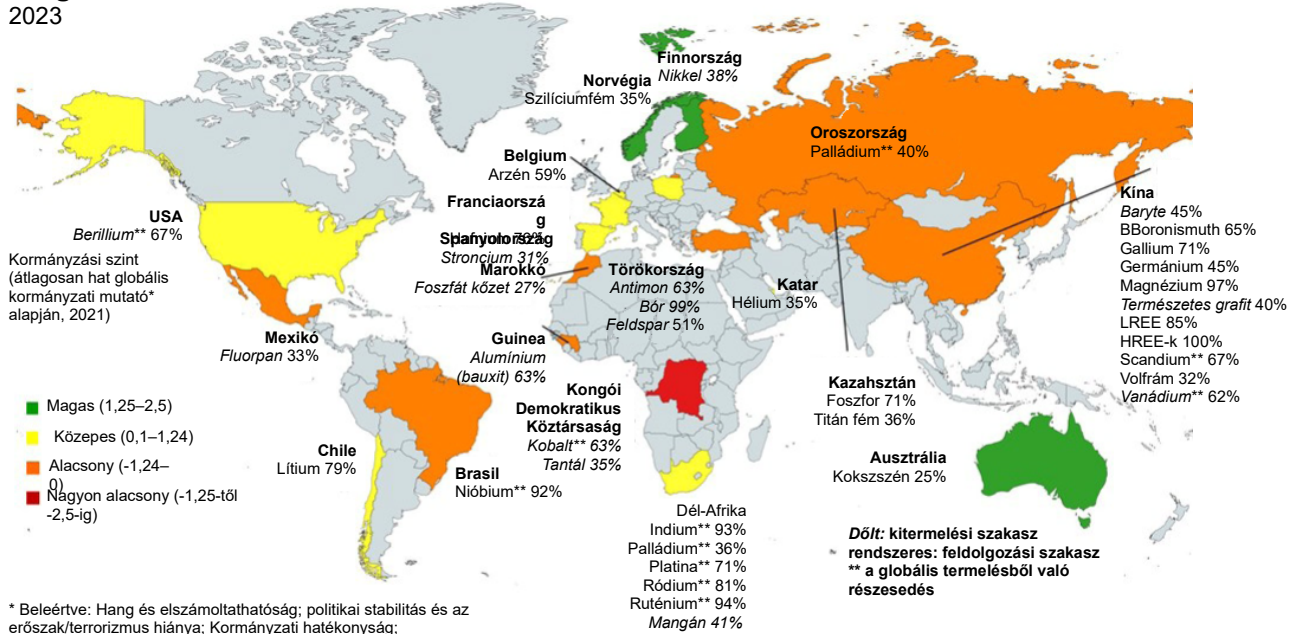 2023
Finnország
Nikkel 38%
Norvégia
Szilíciumfém 35%
Oroszország
Palládium** 40%
Belgium
Arzén 59%
Kína
Baryte 45%
BBoronismuth 65%
Gallium 71%
Germánium 45%
Magnézium 97%
Természetes grafit 40%
LREE 85%
HREE-k 100%
Scandium** 67%
Volfrám 32%
Vanádium** 62%
Franciaorszá
g
Spanyolország
Stroncium 31%
USA
Berillium** 67%
Marokkó
Foszfát kőzet 27%
Törökország
Antimon 63%
Bór 99%
Feldspar 51%
Katar
Hélium 35%
Kormányzási szint
(átlagosan hat globális
kormányzati mutató*
alapján, 2021)
Mexikó
Fluorpan 33%
Guinea
Alumínium
(bauxit) 63%
Kongói
Demokratikus
Köztársaság
Kobalt** 63%
Tantál 35%
Kazahsztán
Foszfor 71%
Titán fém 36%
Magas (1,25–2,5)
Közepes (0,1–1,24)
Alacsony (-1,24–
0)
Nagyon alacsony (-1,25-től
-2,5-ig)
Chile
Lítium 79%
Brasil
Nióbium** 92%
Ausztrália
Kokszszén 25%
Dél-Afrika
Indium** 93%
Palládium** 36%
Platina** 71%
Ródium** 81%
Ruténium** 94%
Mangán 41%
Dőlt: kitermelési szakasz
rendszeres: feldolgozási szakasz
** a globális termelésből való
részesedés
* Beleértve: Hang és elszámoltathatóság; politikai stabilitás és az
erőszak/terrorizmus hiánya; Kormányzati hatékonyság;